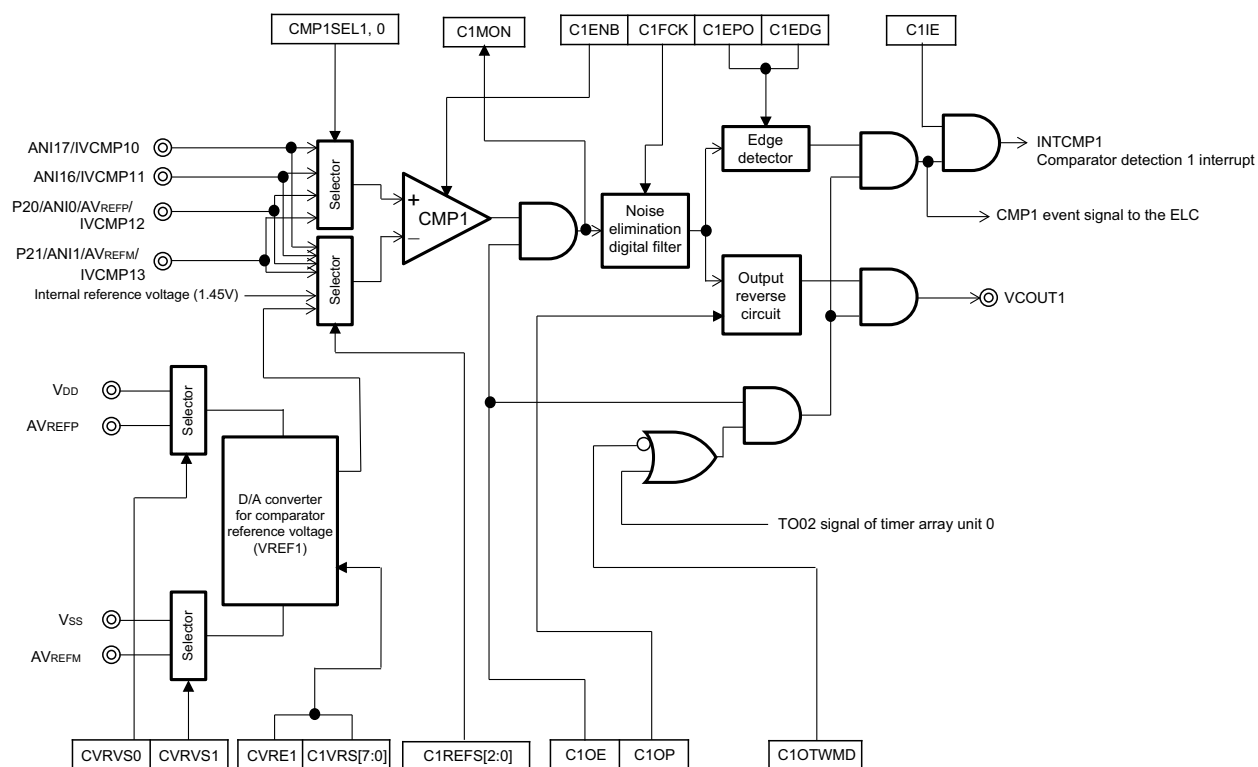 CMP1SEL1, 0
C1MON
C1ENB
C1FCK
C1EPO
C1EDG
C1IE
ANI17/IVCMP10
ANI16/IVCMP11
P20/ANI0/AVREFP/
IVCMP12
P21/ANI1/AVREFM/
IVCMP13
Internal reference voltage (1.45V)
Selector
Selector
+
−
CMP1
Noise
elimination
digital filter
Edge
detector
Output
reverse
circuit
INTCMP1
Comparator detection 1 interrupt
CMP1 event signal to the ELC
VCOUT1
VDD
AVREFP
Selector
D/A converter
for comparator
reference voltage
(VREF1)
TO02 signal of timer array unit 0
VSS
AVREFM
Selector
CVRVS0
CVRVS1
CVRE1
C1VRS[7:0]
C1REFS[2:0]
C1OE
C1OP
C1OTWMD